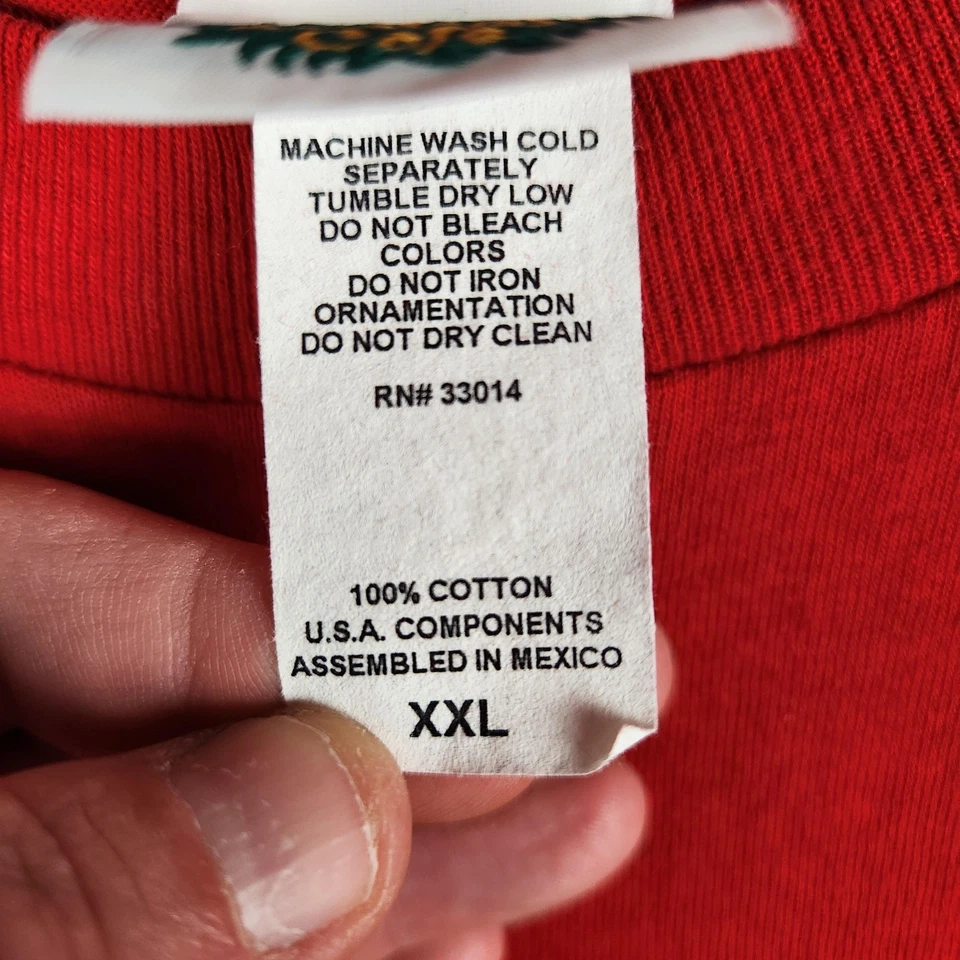 Cafe
MACHINE WASH COLD
SEPARATELY
TUMBLE DRY LOW
DO NOT BLEACH
COLORS
DO NOT IRON
ORNAMENTATION
DO NOT DRY CLEAN
RN# 33014
100% COTTON
U.S.A. COMPONENTS
ASSEMBLED IN MEXICO
XXL